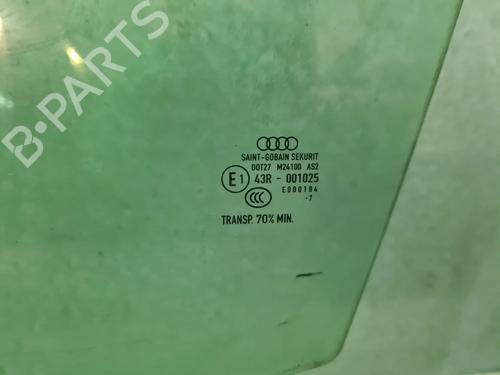 B-PARTS
SAINT-GOBAIN SEKURIT
DOT27 M24100 AS2
E1 43R - 001025
E000184
CCC .7
TRANSP. 70% MIN.